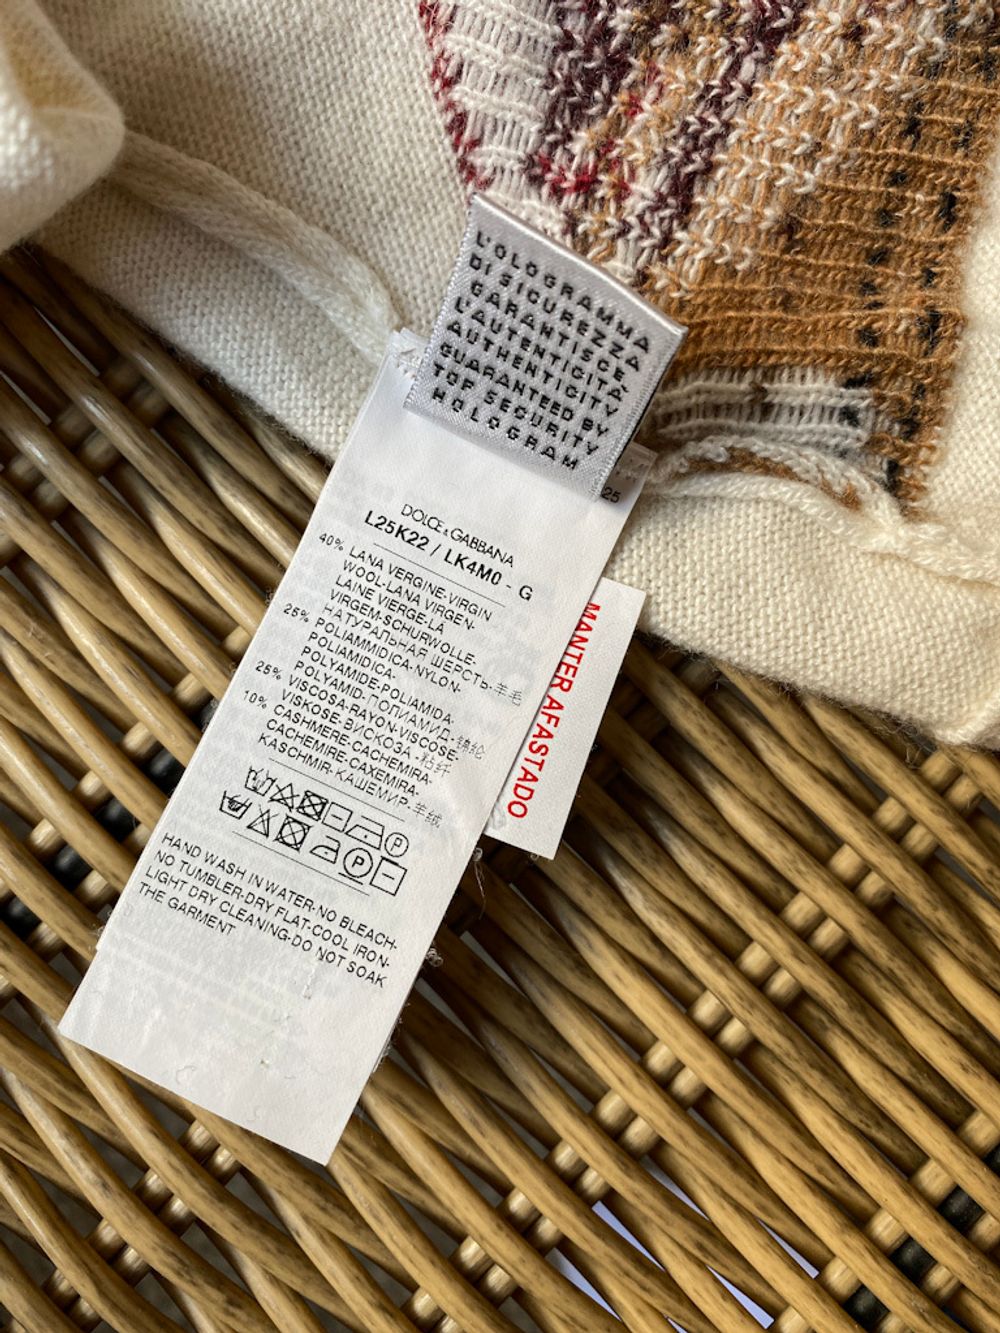 L'OLOGRAMMA
DI SICUREZZA
GARANTISCE
L'AUTENTICITÀ
AUTHENTICITY
GUARANTEED BY
TOP SECURITY
HOLOGRAM
25
DOLCE & GABBANA
L25K22 / LK4M0 - G
40% LANA VERGINE-VIRGIN
WOOL-LANA VIRGEN-
LAINE VIERGE-LA
VIRGEM-SCHURWOLLE-
НАТУРАЛЬНАЯ ШЕРСТЬ-羊毛
25% POLIAMMIDICA-NYLON-
POLIAMIDICA-
POLYAMIDE-POLIAMIDA-
POLYAMID-ПОЛИАМИД-锦纶
25% VISCOSA-RAYON-VISCOSE-
VISKOSE-ВИСКОЗА-粘纤
10% CASHMERE-CACHEMIRA-
CACHEMIRE-CAXEMIRA-
KASCHMIR-КАШЕМИР-羊绒
P
P
HAND WASH IN WATER-NO BLEACH-
NO TUMBLER-DRY FLAT-COOL IRON-
LIGHT DRY CLEANING-DO NOT SOAK
THE GARMENT
MANTER AFASTADO